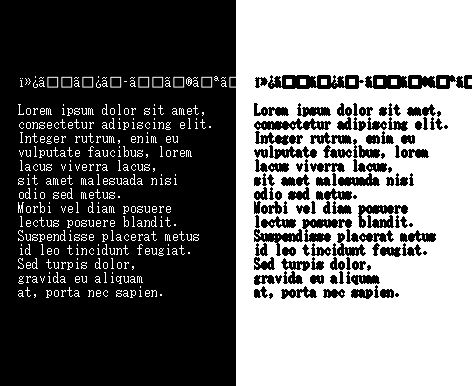 Lorem ipsum dolor sit amet,
consectetur adipiscing elit.
Integer rutrum, enim eu
vulputate faucibus, lorem
lacus viverra lacus,
sit amet malesuada nisi
odio sed metus.
Morbi vel diam posuere
lectus posuere blandit.
Suspendisse placerat metus
id leo tincidunt feugiat.
Sed turpis dolor,
gravida eu aliquam
at, porta nec sapien.
Lorem ipsum dolor sit amet,
consectetur adipiscing elit.
Integer rutrum, enim eu
vulputate faucibus, lorem
lacus viverra lacus,
sit amet malesuada nisi
odio sed metus.
Morbi vel diam posuere
lectus posuere blandit.
Suspendisse placerat metus
id leo tincidunt feugiat.
Sed turpis dolor,
gravida eu aliquam
at, porta nec sapien.